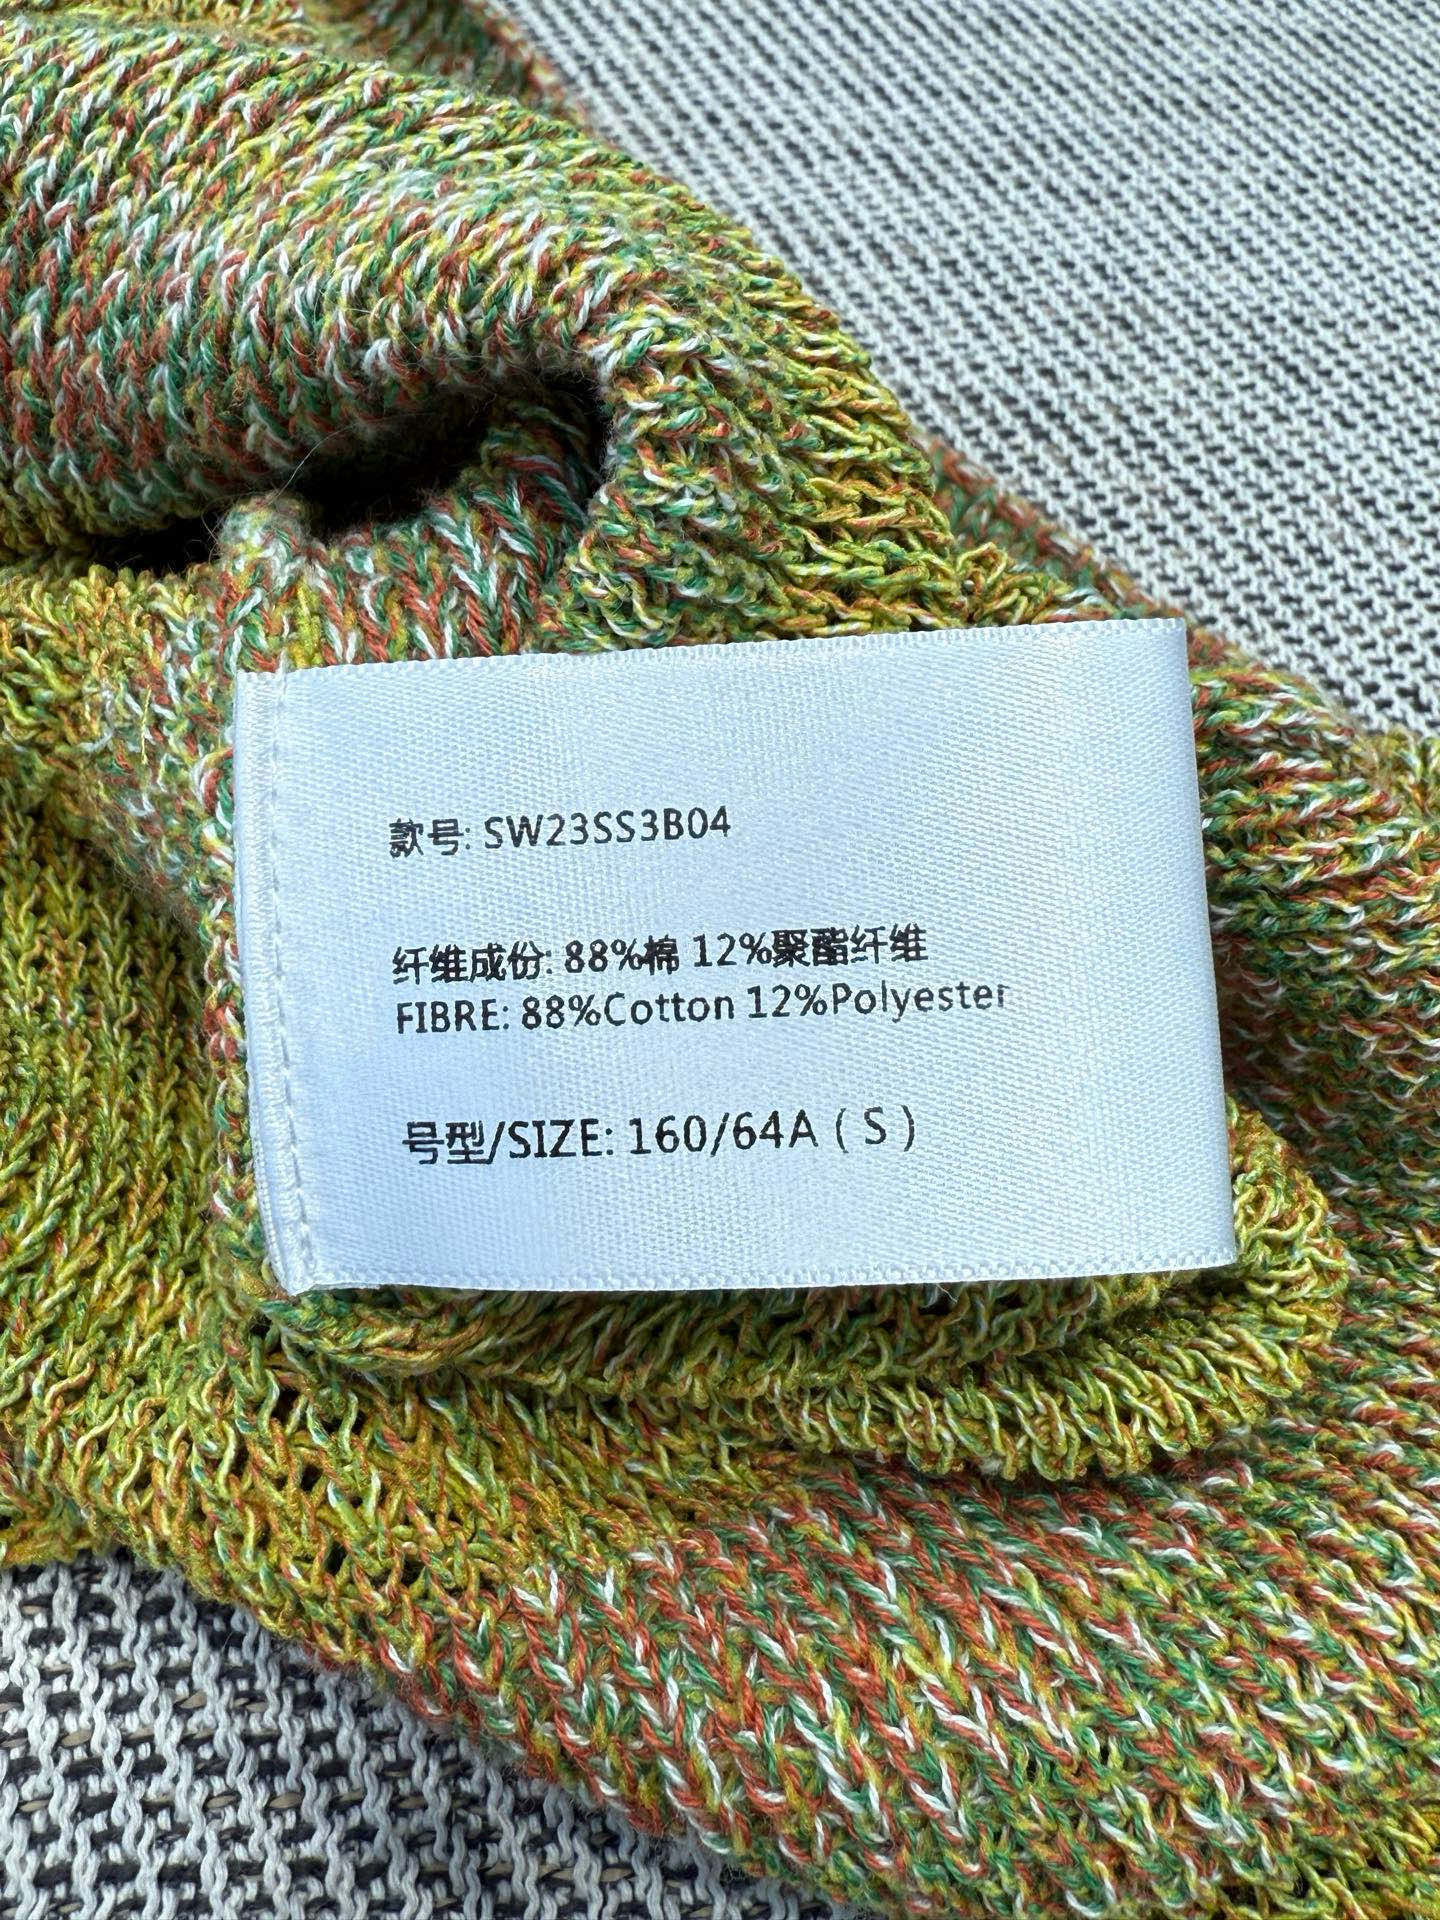 款号: SW23SS3B04
纤维成份: 88%棉 12%聚酯纤维
FIBRE: 88%Cotton 12%Polyester
号型/SIZE: 160/64A ( S )